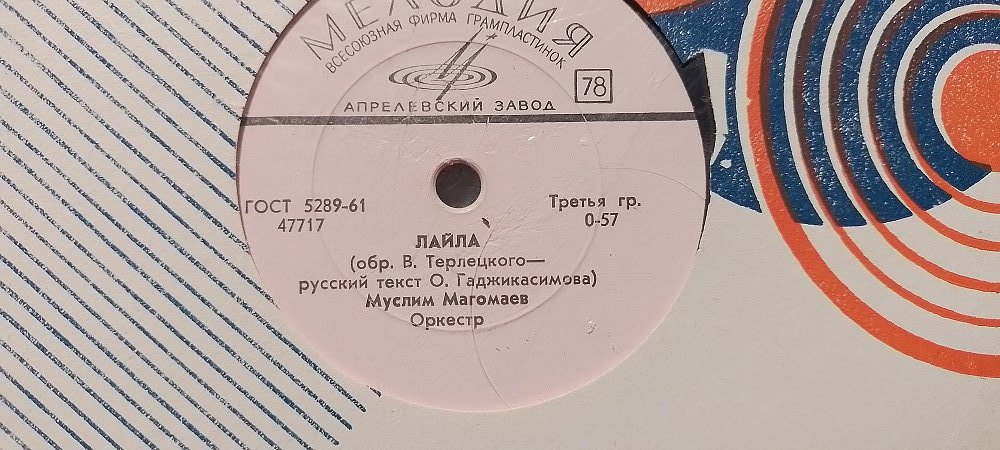 МЕЛОДИЯ
ВСЕСОЮЗНАЯ ФИРМА ГРАМПЛАСТИНОК
78
АПРЕЛЕВСКИЙ ЗАВОД
ГОСТ 5289-61
47717
Третья гр.
0-57
ЛАЙЛА
(обр. В. Терлецкого—
русский текст О. Гаджикасимова)
Муслим Магомаев
Оркестр